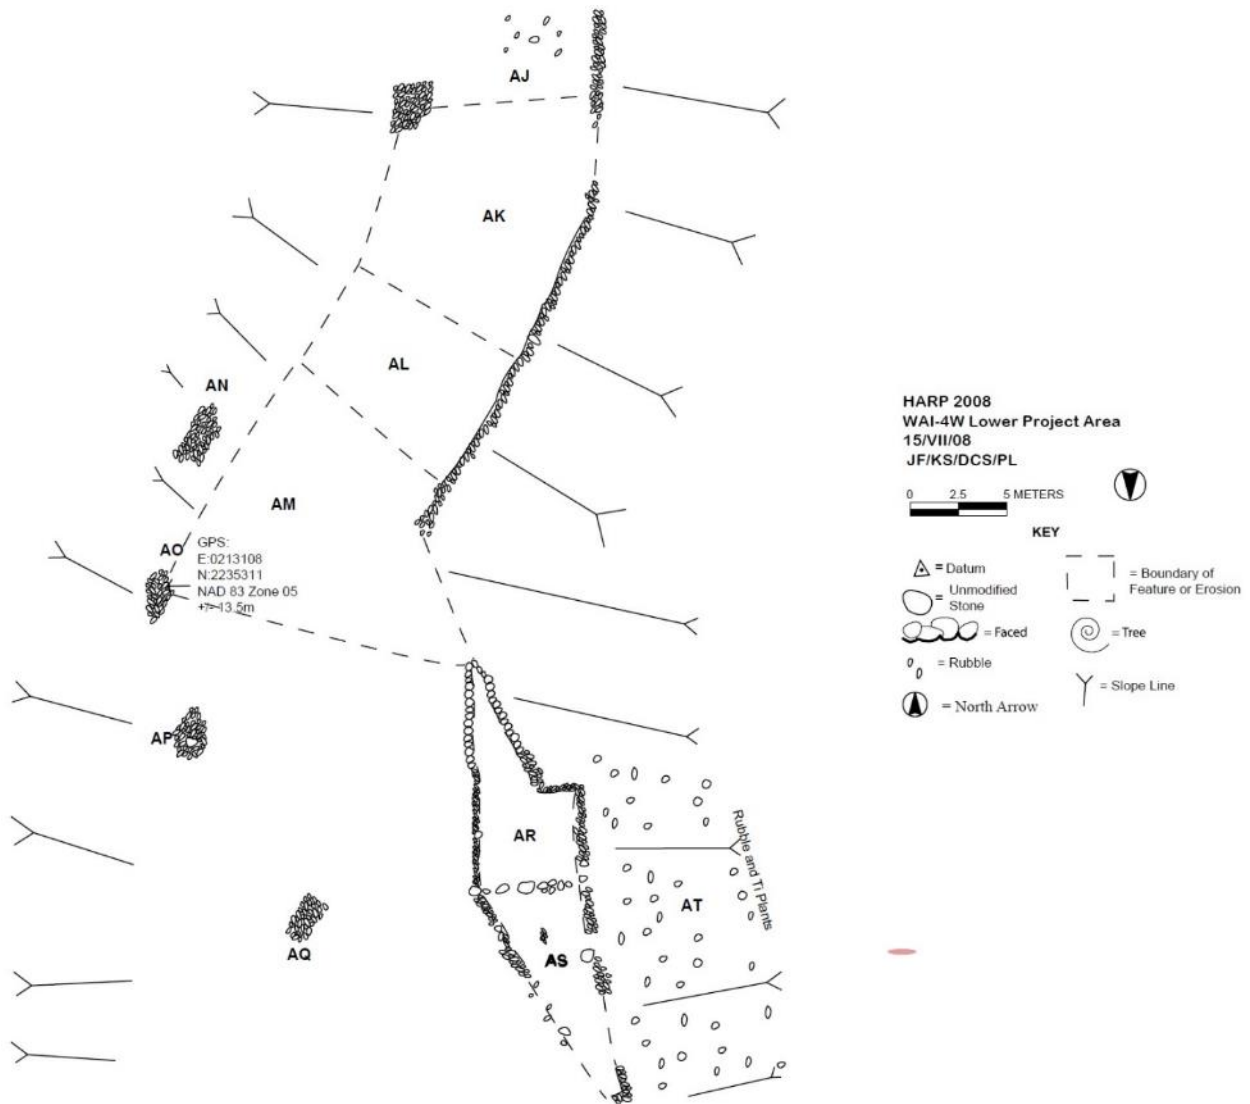 AJ
AK
AL
AN
AM
AO
GPS:
E:0213108
N:2235311
NAD 83 Zone 05
+/- 13.5m
AP
AR
AQ
AS
AT
Rubble and Ti Plants
HARP 2008
WAI-4W Lower Project Area
15/VII/08
JF/KS/DCS/PL
0 2.5 5 METERS
KEY
= Datum
= Unmodified
Stone
= Faced
= Rubble
= North Arrow
= Boundary of
Feature or Erosion
= Tree
= Slope Line